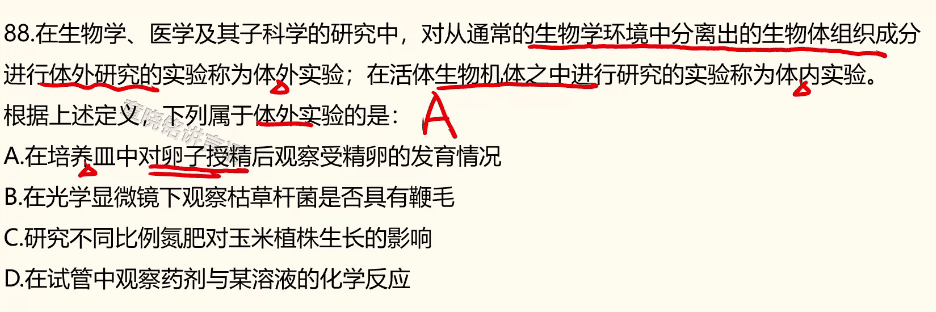 88.在生物学、医学及其子科学的研究中，对从通常的生物学环境中分离出的生物体组织成分
进行体外研究的实验称为体外实验；在活体生物机体之中进行研究的实验称为体内实验。
根据上述定义，下列属于体外实验的是：
A
A.在培养皿中对卵子授精后观察受精卵的发育情况
B.在光学显微镜下观察枯草杆菌是否具有鞭毛
C.研究不同比例氮肥对玉米植株生长的影响
D.在试管中观察药剂与某溶液的化学反应